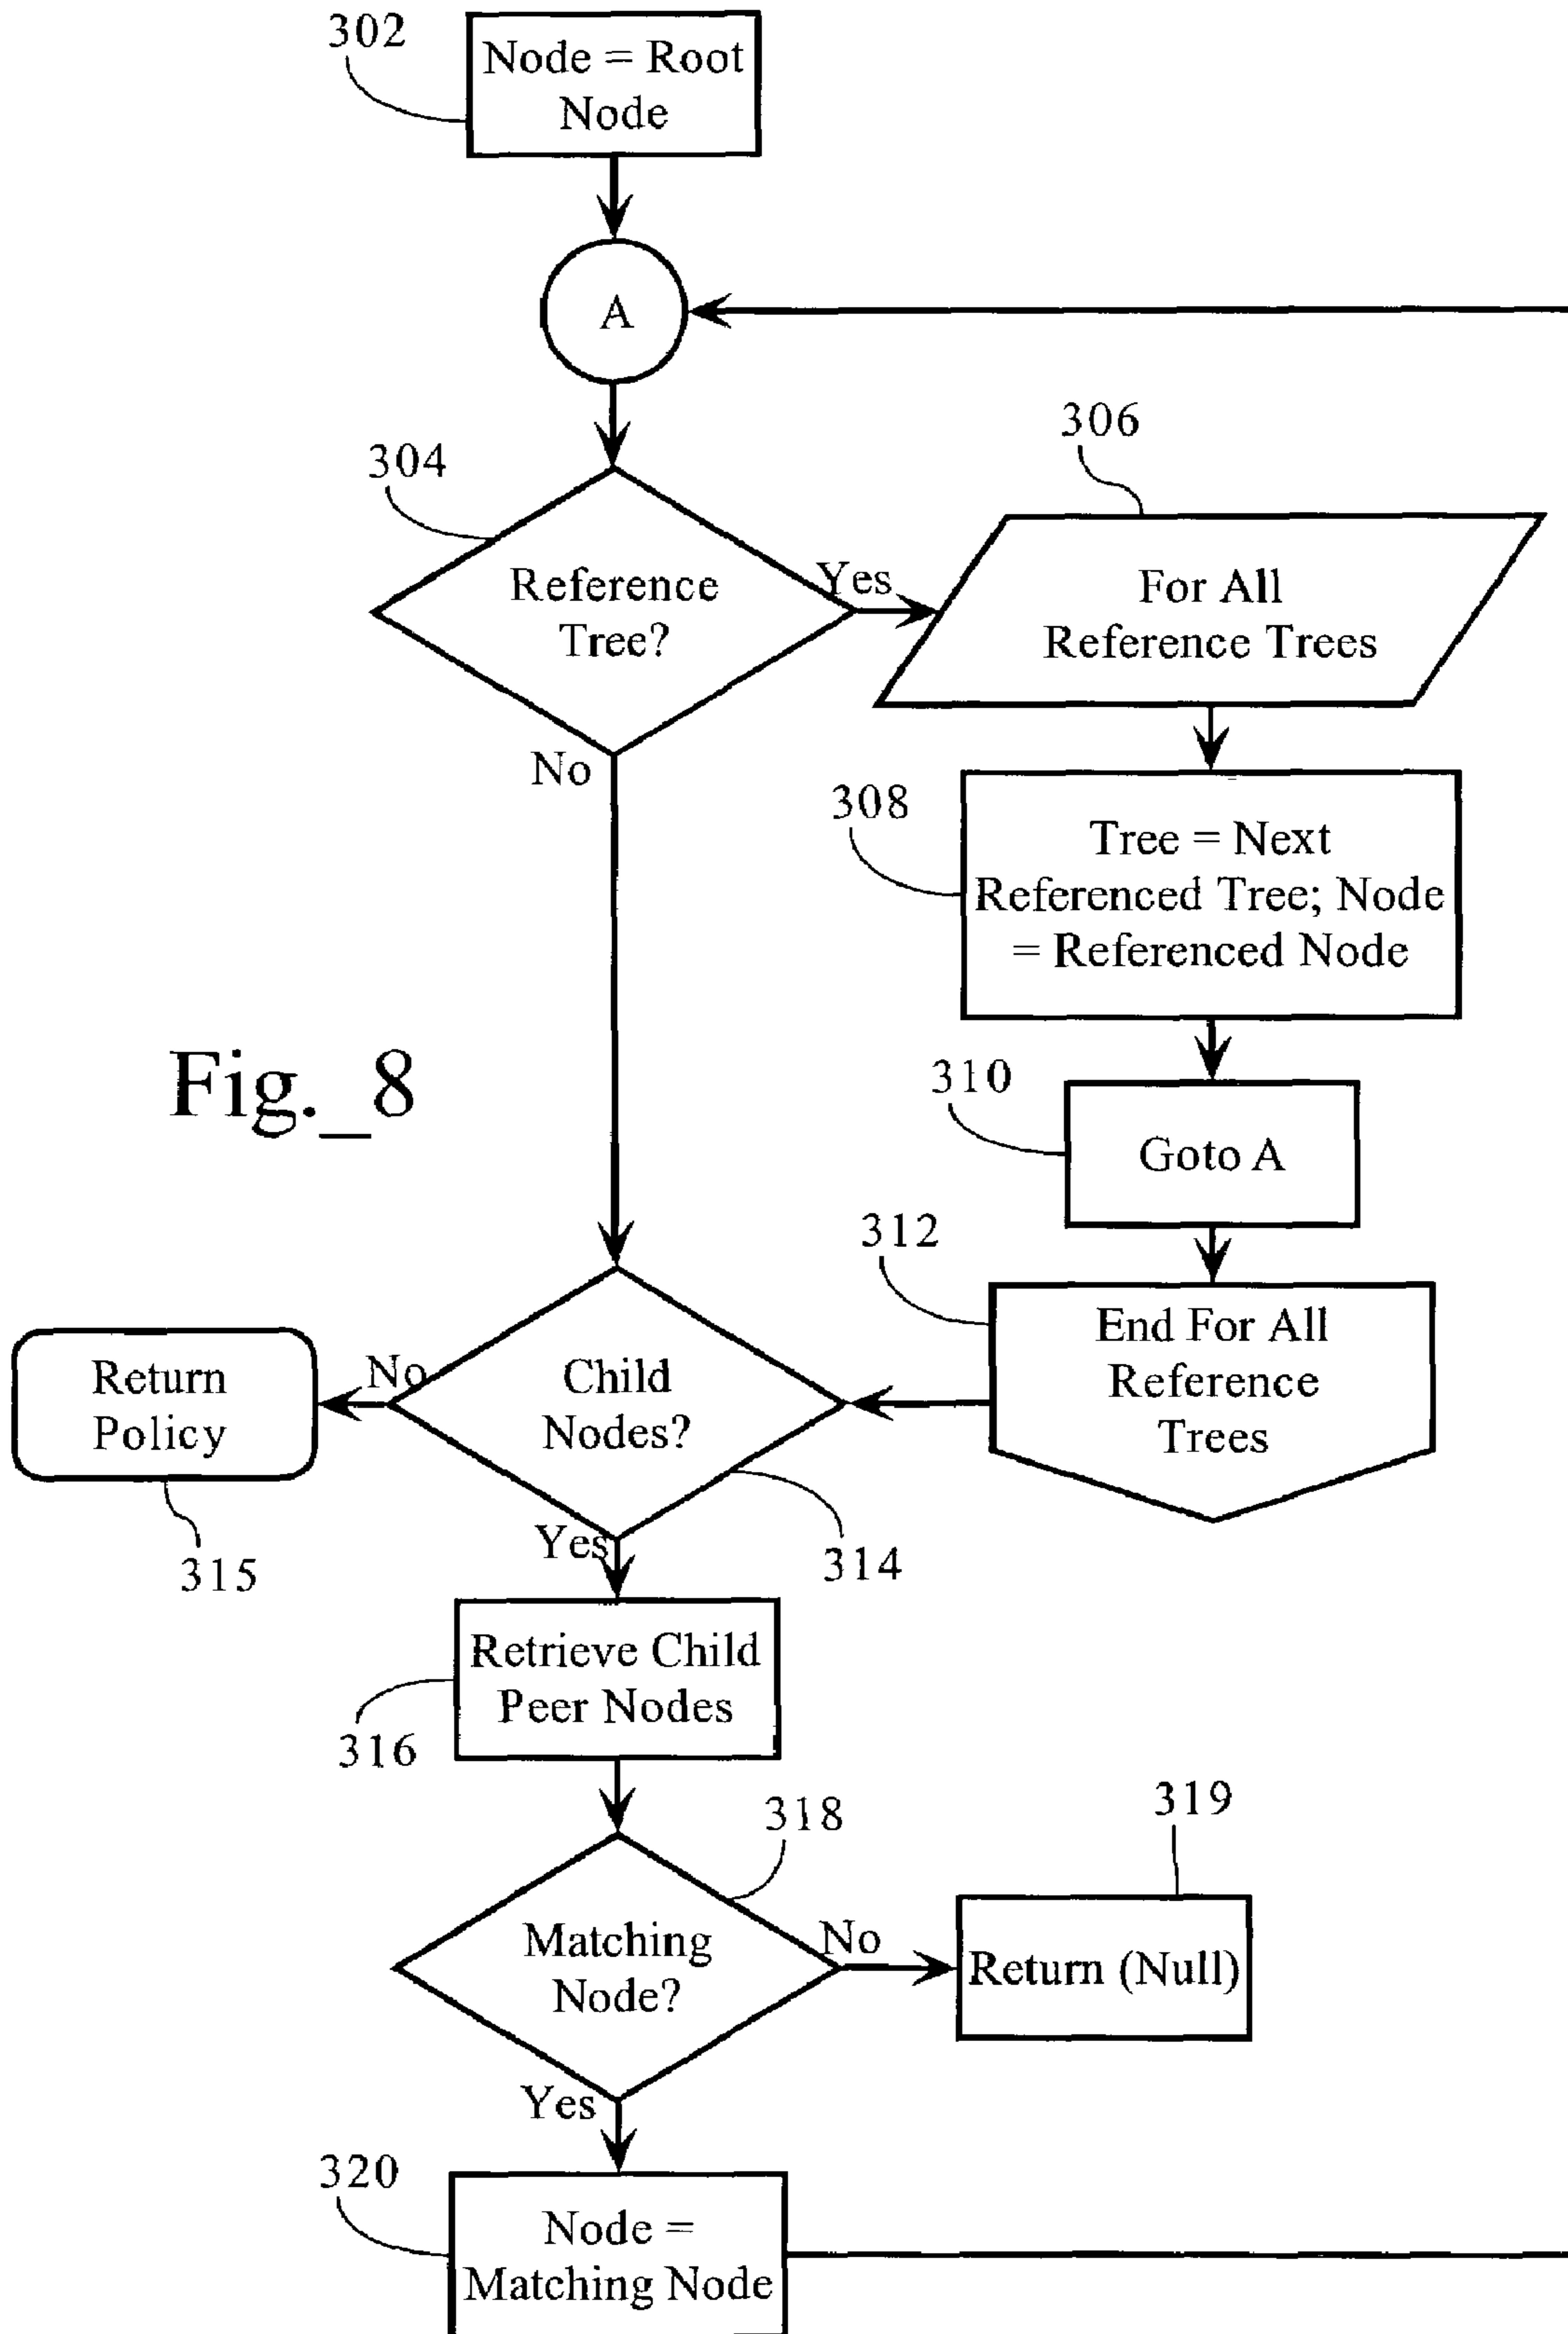 302
Node = Root
Node
A
304
306
Reference
Tree?
Yes
For All
Reference Trees
No
308
Tree = Next
Referenced Tree; Node
= Referenced Node
Fig._8
310
Goto A
312
End For All
Reference
Trees
Return
Policy
No
Child
Nodes?
315
Yes
314
Retrieve Child
Peer Nodes
316
318
319
Matching
Node?
No
Return (Null)
Yes
320
Node =
Matching Node